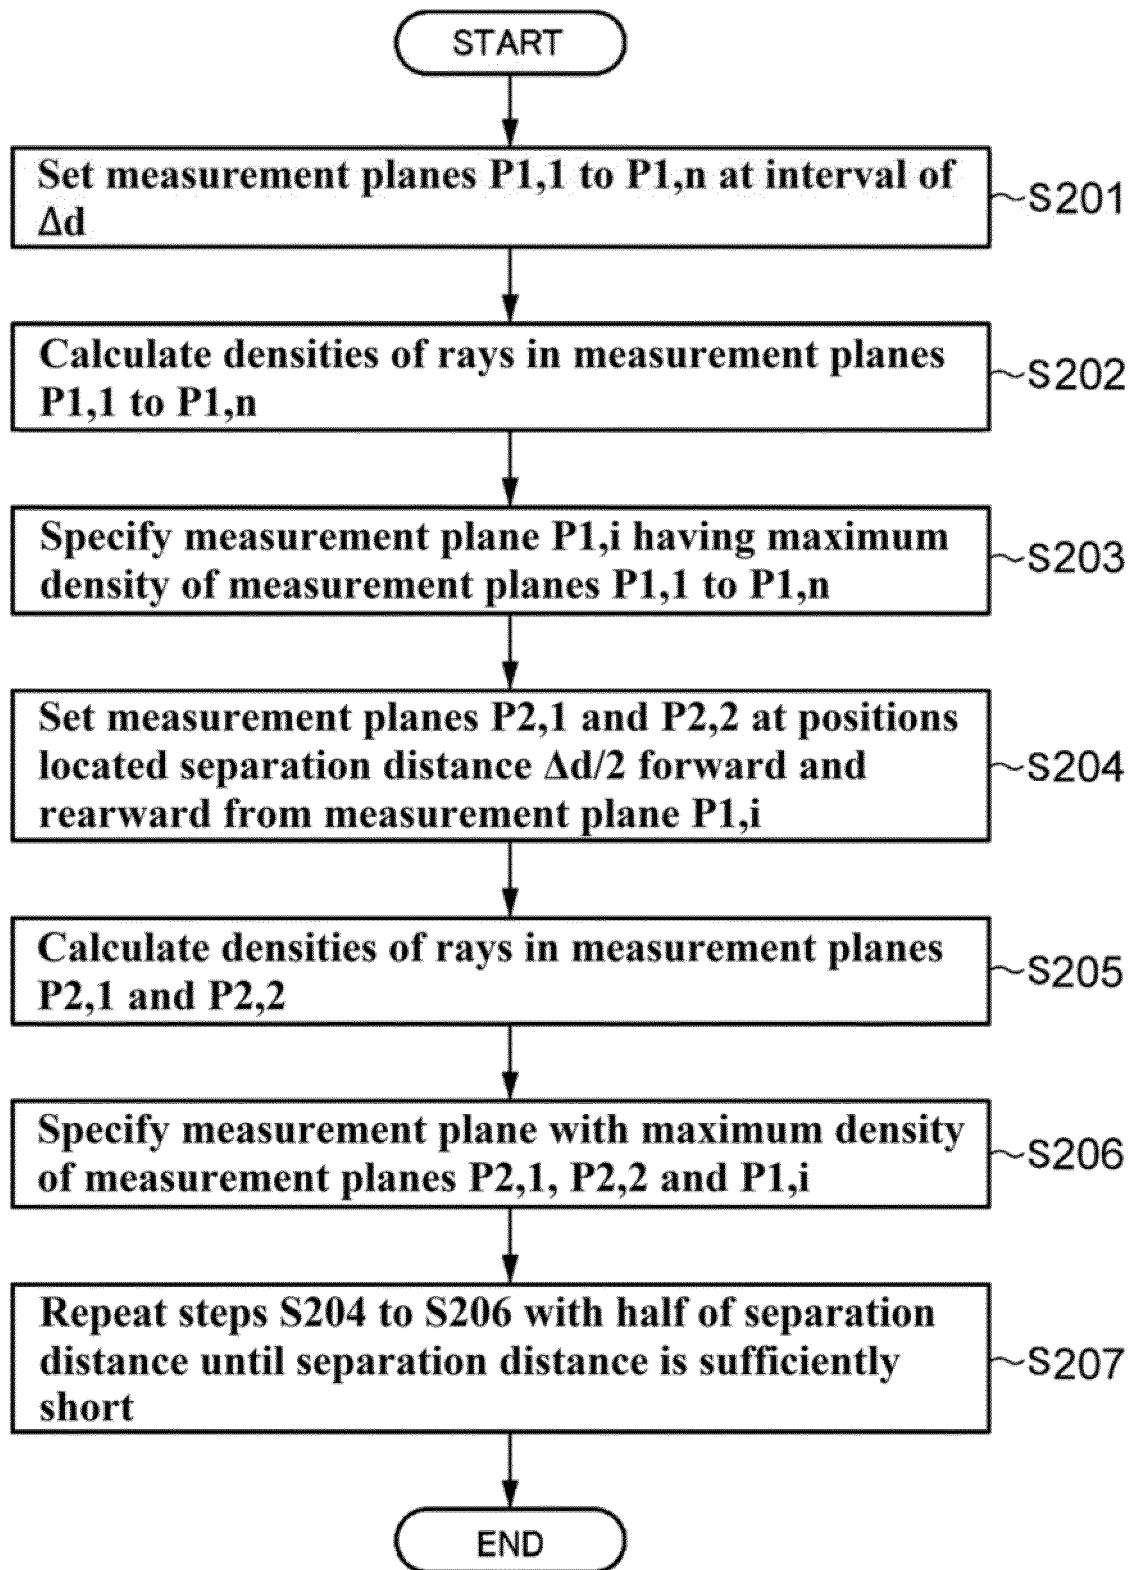 START
Set measurement planes P1,1 to P1,n at interval of
Δd
S201
Calculate densities of rays in measurement planes
P1,1 to P1,n
S202
Specify measurement plane P1,i having maximum
density of measurement planes P1,1 to P1,n
S203
Set measurement planes P2,1 and P2,2 at positions
located separation distance Δd/2 forward and
rearward from measurement plane P1,i
S204
Calculate densities of rays in measurement planes
P2,1 and P2,2
S205
Specify measurement plane with maximum density
of measurement planes P2,1, P2,2 and P1,i
S206
Repeat steps S204 to S206 with half of separation
distance until separation distance is sufficiently
short
S207
END